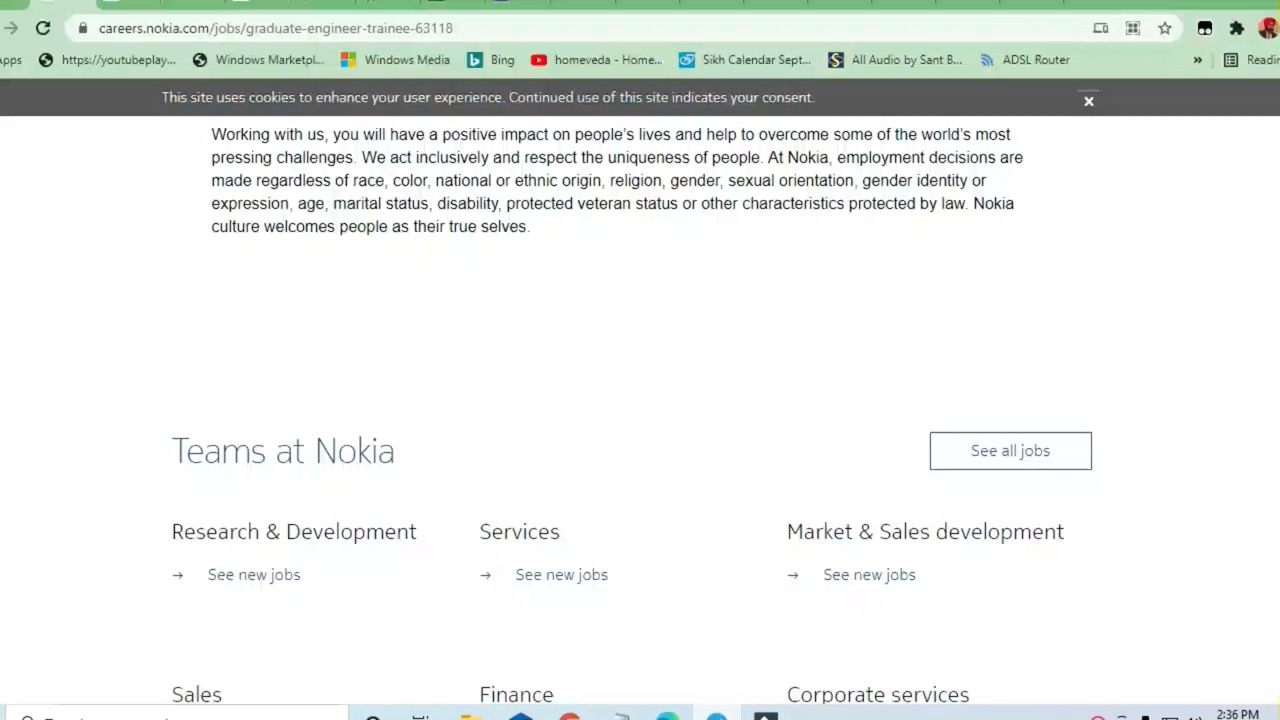 careers.nokia.com/jobs/graduate-engineer-trainee-63118
https://youtubeplay... Windows Marketpl... Windows Media Bing homeveda - Home... Sikh Calendar Sept... All Audio by Sant B... ADSL Router »
This site uses cookies to enhance your user experience. Continued use of this site indicates your consent. x
Working with us, you will have a positive impact on people's lives and help to overcome some of the world's most
pressing challenges. We act inclusively and respect the uniqueness of people. At Nokia, employment decisions are
made regardless of race, color, national or ethnic origin, religion, gender, sexual orientation, gender identity or
expression, age, marital status, disability, protected veteran status or other characteristics protected by law. Nokia
culture welcomes people as their true selves.
Teams at Nokia See all jobs
Research & Development Services Market & Sales development
→ See new jobs → See new jobs → See new jobs
Sales Finance Corporate services
2:36 PM